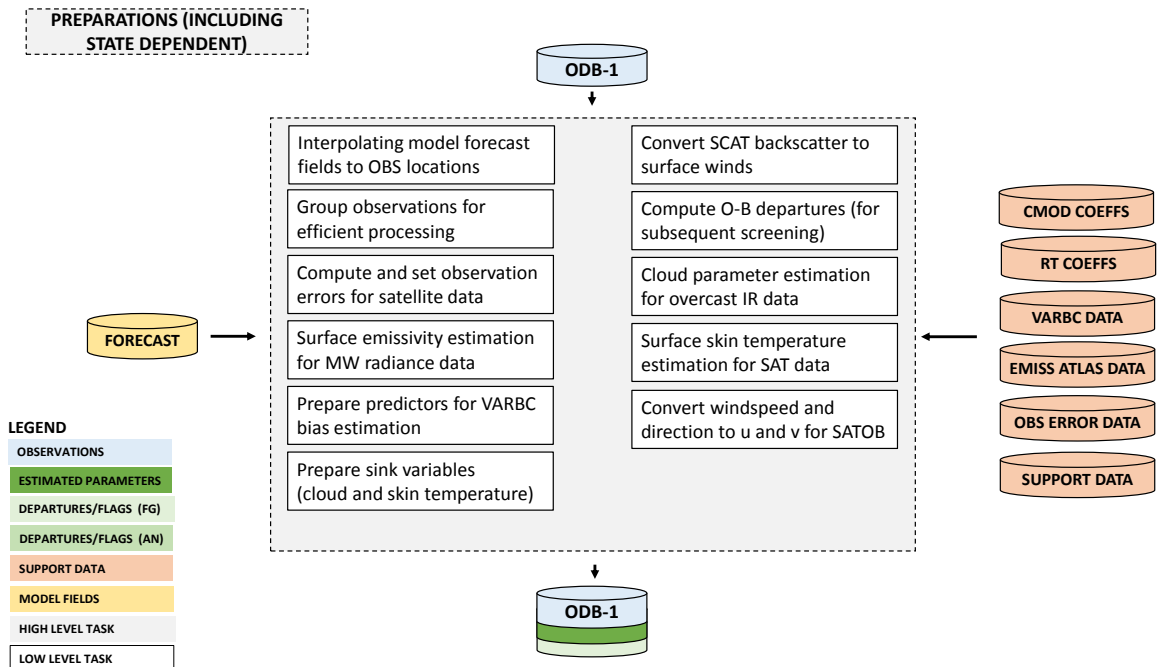 PREPARATIONS (INCLUDING
STATE DEPENDENT)
ODB-1
Interpolating model forecast
fields to OBS locations
Group observations for
efficient processing
Compute and set observation
errors for satellite data
Surface emissivity estimation
for MW radiance data
Prepare predictors for VARBC
bias estimation
Prepare sink variables
(cloud and skin temperature)
Convert SCAT backscatter to
surface winds
Compute O-B departures (for
subsequent screening)
Cloud parameter estimation
for overcast IR data
Surface skin temperature
estimation for SAT data
Convert windspeed and
direction to u and v for SATOB
FORECAST
CMOD COEFFS
RT COEFFS
VARBC DATA
EMISS ATLAS DATA
OBS ERROR DATA
SUPPORT DATA
LEGEND
OBSERVATIONS
ESTIMATED PARAMETERS
DEPARTURES/FLAGS (FG)
DEPARTURES/FLAGS (AN)
SUPPORT DATA
MODEL FIELDS
HIGH LEVEL TASK
LOW LEVEL TASK
ODB-1